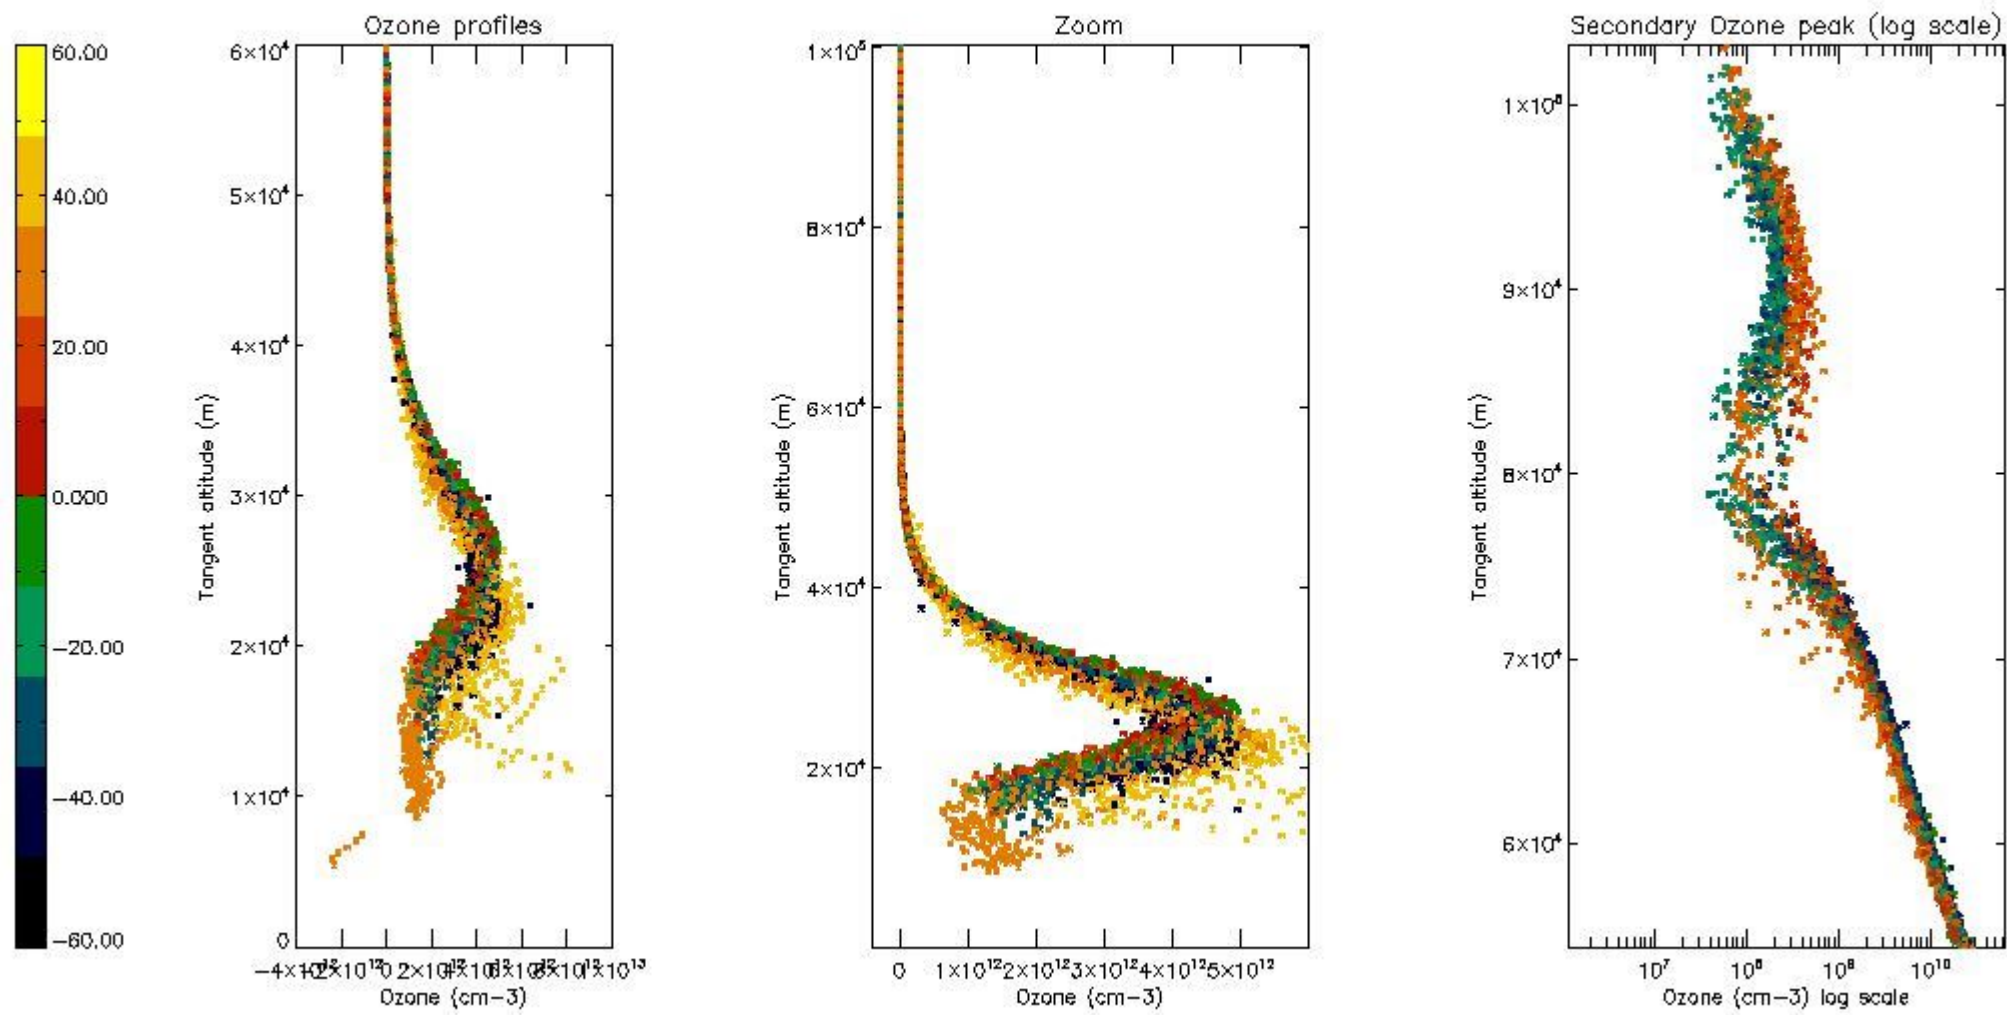 Ozone profiles
Zoom
Secondary Ozone peak (log scale)
60.00
40.00
20.00
0.000
−20.00
−40.00
−60.00
6×10⁴
5×10⁴
4×10⁴
3×10⁴
2×10⁴
1×10⁴
0
Tangent altitude (m)
Ozone (cm−3)
1×10⁵
8×10⁴
6×10⁴
4×10⁴
2×10⁴
Tangent altitude (m)
0 1×10¹² 2×10¹² 3×10¹² 4×10¹² 5×10¹²
Ozone (cm−3)
9×10⁴
8×10⁴
7×10⁴
6×10⁴
Tangent altitude (m)
10⁷ 10⁸ 10⁹ 10¹⁰
Ozone (cm−3) log scale